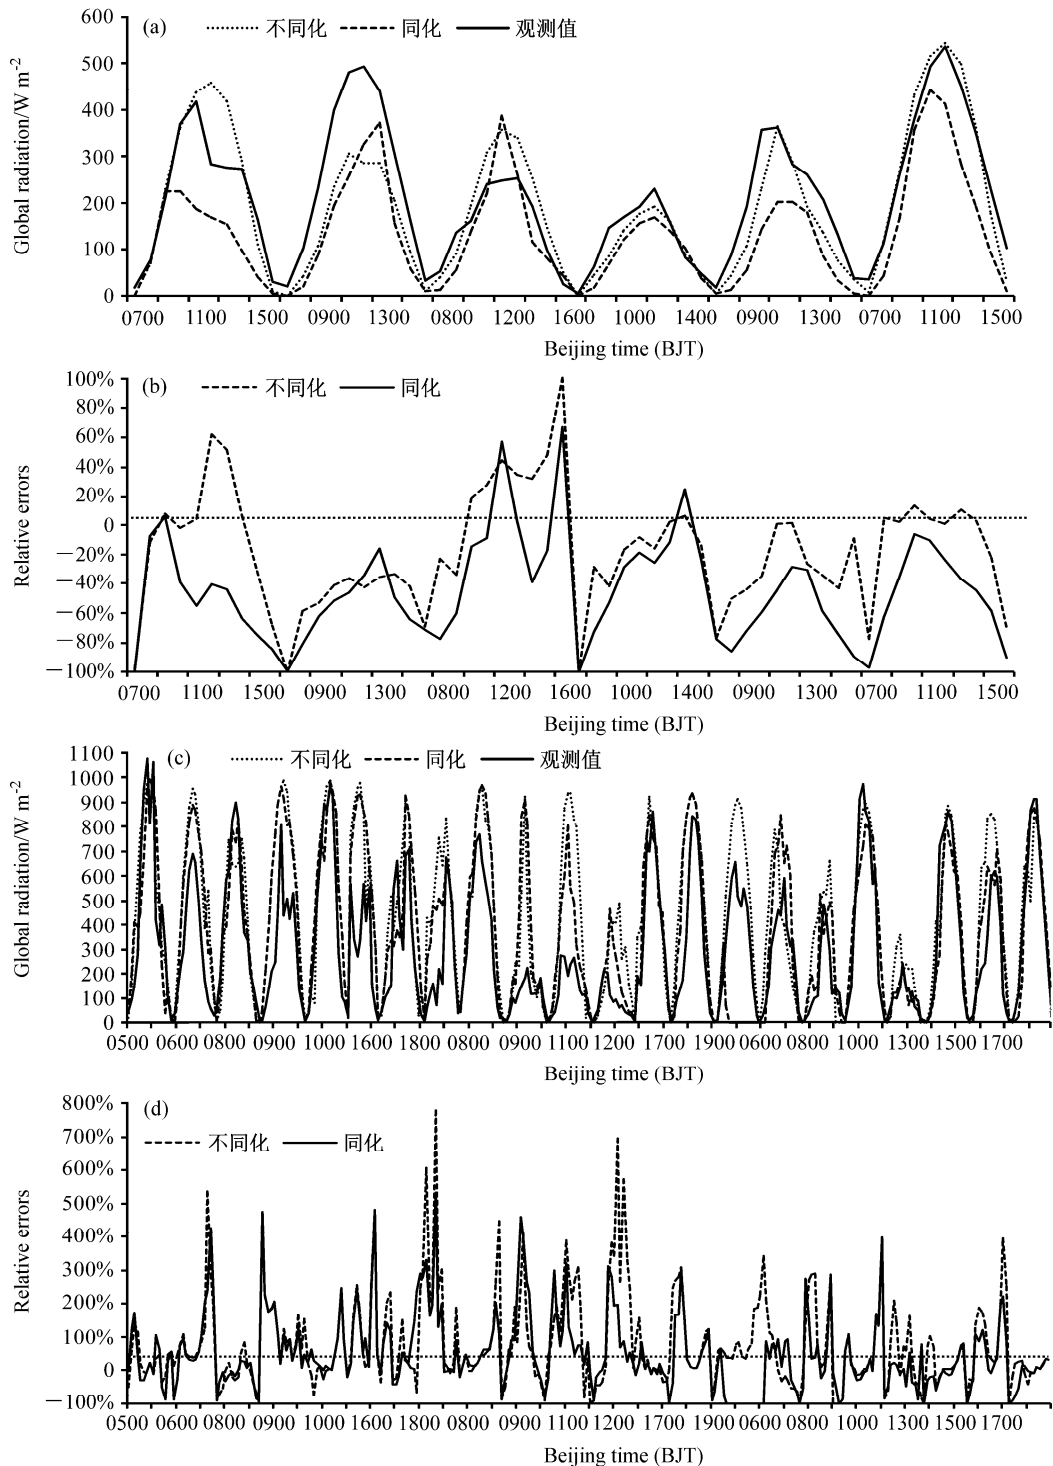 (a) 不同化 同化 观测值
Global radiation/W m-2
600
500
400
300
200
100
0
0700 1100 1500 0900 1300 0800 1200 1600 1000 1400 0900 1300 0700 1100 1500
Beijing time (BJT)
(b) 不同化 同化
Relative errors
100%
80%
60%
40%
20%
0
−20%
−40%
−60%
−80%
−100%
0700 1100 1500 0900 1300 0800 1200 1600 1000 1400 0900 1300 0700 1100 1500
Beijing time (BJT)
(c) 不同化 同化 观测值
Global radiation/W m-2
1100
1000
900
800
700
600
500
400
300
200
100
0
0500 0600 0800 0900 1000 1600 1800 0800 0900 1100 1200 1700 1900 0600 0800 1000 1300 1500 1700
Beijing time (BJT)
(d)
不同化 同化
Relative errors
800%
700%
600%
500%
400%
300%
200%
100%
0
−100%
0500 0600 0800 0900 1000 1600 1800 0800 0900 1100 1200 1700 1900 0600 0800 1000 1300 1500 1700
Beijing time (BJT)